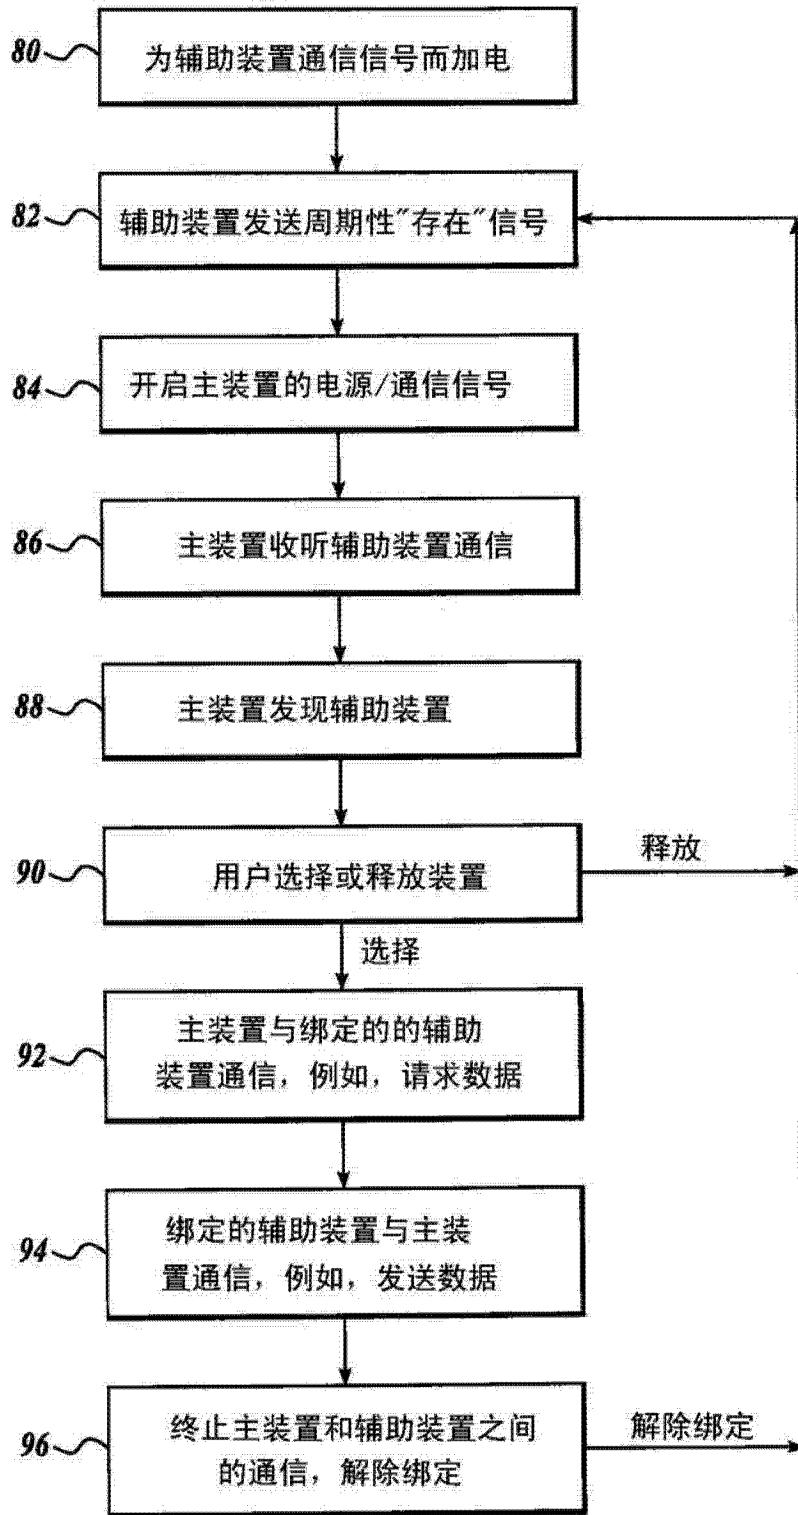 80
为辅助装置通信信号而加电
82
辅助装置发送周期性"存在"信号
84
开启主装置的电源/通信信号
86
主装置收听辅助装置通信
88
主装置发现辅助装置
90
用户选择或释放装置
释放
选择
92
主装置与绑定的的辅助
装置通信，例如，请求数据
94
绑定的辅助装置与主装
置通信，例如，发送数据
96
终止主装置和辅助装置之间
的通信，解除绑定
解除绑定